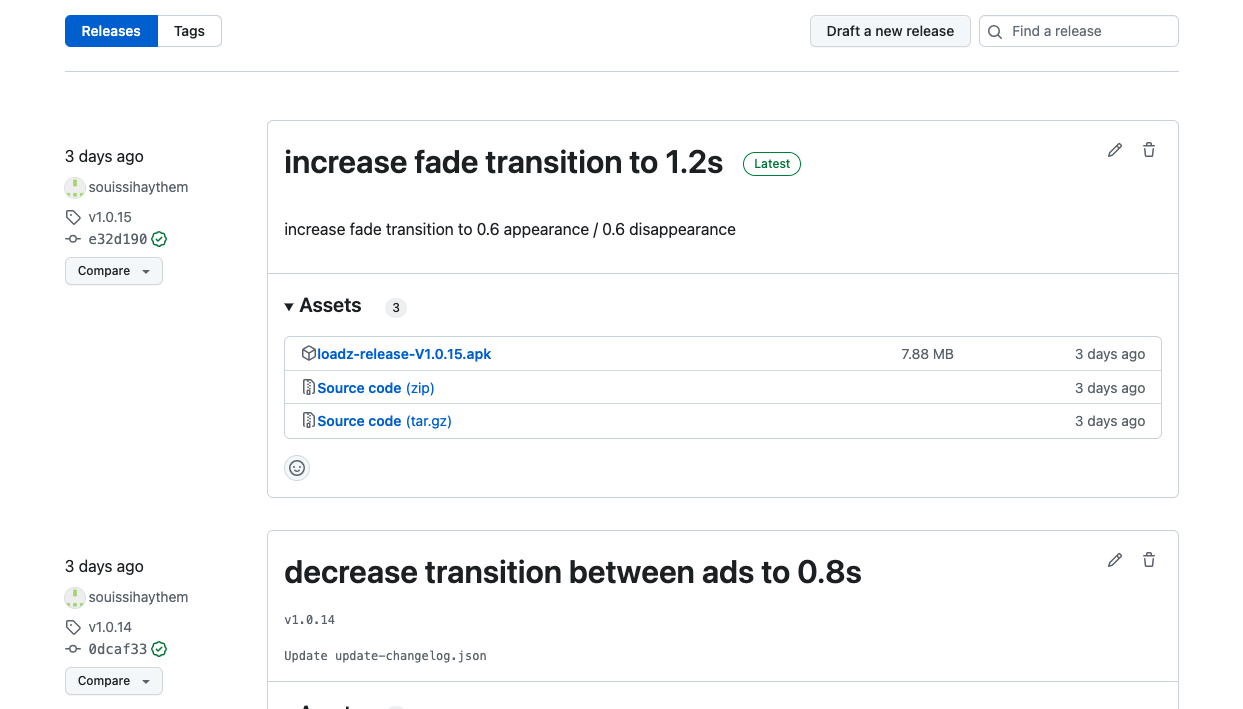 Releases
Tags
Draft a new release
Find a release
3 days ago
souissihaythem
v1.0.15
e32d190
Compare
increase fade transition to 1.2s
Latest
increase fade transition to 0.6 appearance / 0.6 disappearance
Assets 3
loadz-release-V1.0.15.apk 7.88 MB 3 days ago
Source code (zip) 3 days ago
Source code (tar.gz) 3 days ago
3 days ago
souissihaythem
v1.0.14
0dcaf33
Compare
decrease transition between ads to 0.8s
v1.0.14
Update update-changelog.json